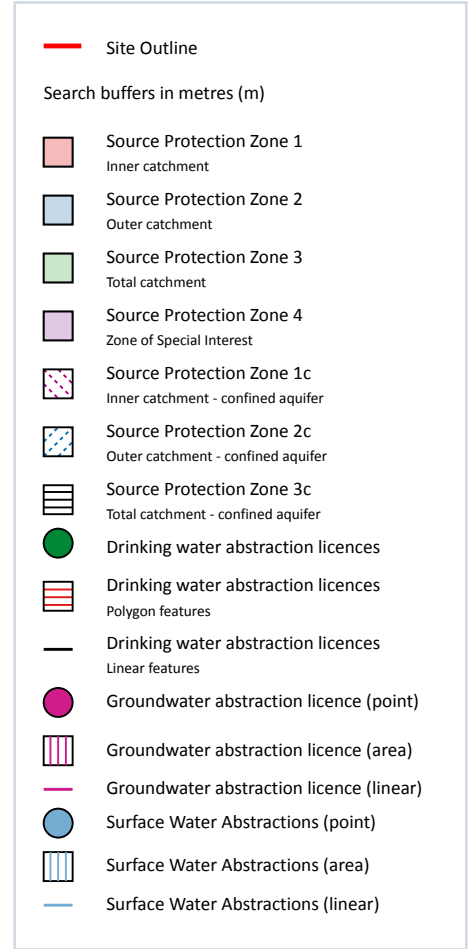 Site Outline
Search buffers in metres (m)
Source Protection Zone 1
Inner catchment
Source Protection Zone 2
Outer catchment
Source Protection Zone 3
Total catchment
Source Protection Zone 4
Zone of Special Interest
Source Protection Zone 1c
Inner catchment - confined aquifer
Source Protection Zone 2c
Outer catchment - confined aquifer
Source Protection Zone 3c
Total catchment - confined aquifer
Drinking water abstraction licences
Drinking water abstraction licences
Polygon features
Drinking water abstraction licences
Linear features
Groundwater abstraction licence (point)
Groundwater abstraction licence (area)
Groundwater abstraction licence (linear)
Surface Water Abstractions (point)
Surface Water Abstractions (area)
Surface Water Abstractions (linear)